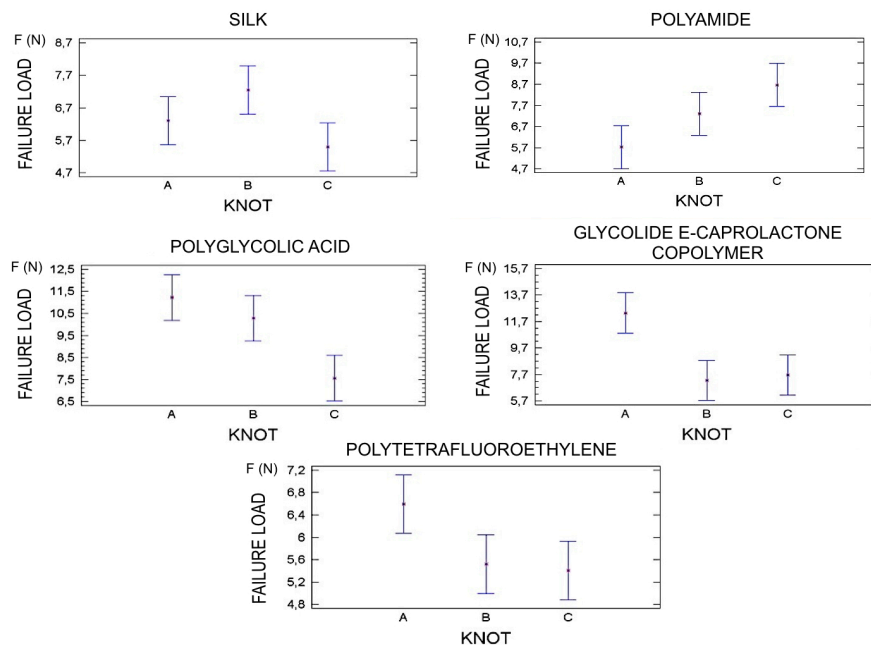 SILK
F (N)
FAILURE LOAD
8,7
7,7
6,7
5,7
4,7
A B C
KNOT
POLYAMIDE
F (N)
FAILURE LOAD
10,7
9,7
8,7
7,7
6,7
5,7
4,7
A B C
KNOT
POLYGLYCOLIC ACID
F (N)
FAILURE LOAD
12,5
11,5
10,5
9,5
8,5
7,5
6,5
A B C
KNOT
GLYCOLIDE E-CAPROLACTONE
COPOLYMER
F (N)
FAILURE LOAD
15,7
13,7
11,7
9,7
7,7
5,7
A B C
KNOT
POLYTETRAFLUOROETHYLENE
F (N)
FAILURE LOAD
7,2
6,8
6,4
6
5,6
5,2
4,8
A B C
KNOT